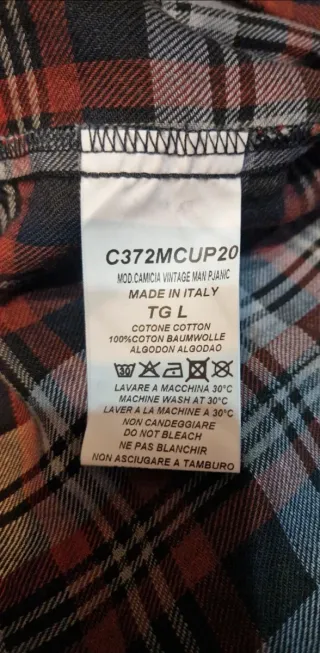 C372MCUP20
MOD.CAMICIA VINTAGE MAN PJANIC
MADE IN ITALY
TG L
COTONE COTTON
100%COTON BAUMWOLLE
ALGODON ALGODAO
30
LAVARE A MACCHINA 30°C
MACHINE WASH AT 30°C
LAVER A LA MACHINE A 30°C
NON CANDEGGIARE
DO NOT BLEACH
NE PAS BLANCHIR
NON ASCIUGARE A TAMBURO